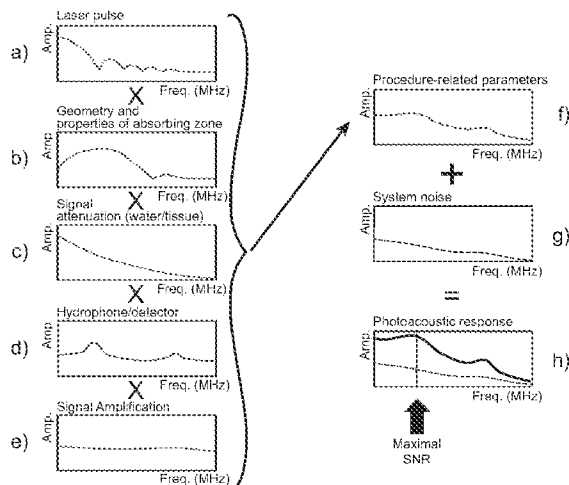 Laser pulse
a)
Amp.
Freq. (MHz)
X
Geometry and
properties of absorbing zone
b)
Amp.
Freq. (MHz)
X
Signal
attenuation (water/tissue)
c)
Amp.
Freq. (MHz)
X
Hydrophone/detector
d)
Amp.
Freq. (MHz)
X
Signal Amplification
e)
Amp.
Freq. (MHz)
Procedure-related parameters
f)
Amp.
Freq. (MHz)
+
System noise
g)
Amp.
Freq. (MHz)
=
Photoacoustic response
h)
Amp.
Freq. (MHz)
Maximal
SNR